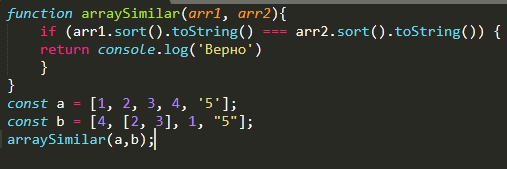 function arraySimilar(arr1, arr2){
    if (arr1.sort().toString() === arr2.sort().toString()) {
    return console.log('Верно')
    }
}
const a = [1, 2, 3, 4, '5'];
const b = [4, [2, 3], 1, "5"];
arraySimilar(a,b);